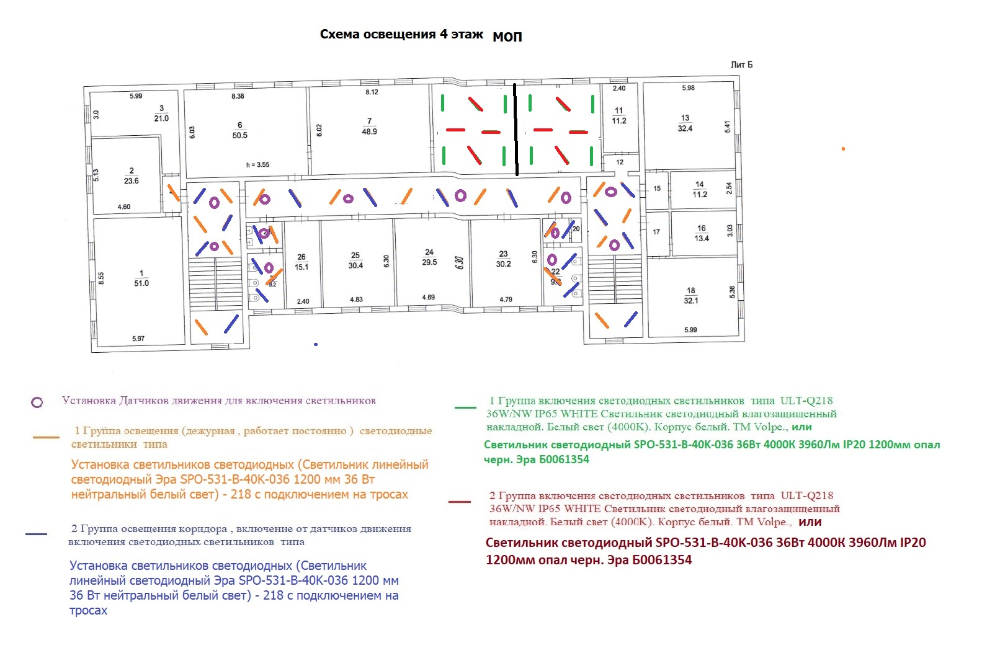 Схема освещения 4 этаж МОП
Лит Б
5.99
8.38
8.12
2.40
5.98
3
21.0
3.0
6
50.5
6.03
7
48.9
6.02
11
11.2
13
32.4
5.41
h = 3.55
12
2
23.6
5.13
4.60
15
14
11.2
2.54
17
16
13.4
3.03
20
1
51.0
8.55
5.97
26
15.1
2.40
25
30.4
6.30
4.83
24
29.5
6.30
4.69
23
30.2
6.30
4.79
9.2
22
18
32.1
5.36
5.99
Установка Датчиков движения для включения светильников
1 Группа освещения (дежурная , работает постоянно ) светодиодные
светильники типа
Установка светильников светодиодных (Светильник линейный
светодиодный Эра SPO-531-B-40K-036 1200 мм 36 Вт
нейтральный белый свет) - 218 с подключением на тросах
2 Группа освещения коридора , включение от датчиков движения
включения светодиодных светильников типа
Установка светильников светодиодных (Светильник
линейный светодиодный Эра SPO-531-B-40K-036 1200 мм
36 Вт нейтральный белый свет) - 218 с подключением на
тросах
1 Группа включения светодиодных светильников типа ULT-Q218
36W/NW IP65 WHITE Светильник светодиодный влагозащищенный
накладной. Белый свет (4000K). Корпус белый. ТМ Volpe., или
Светильник светодиодный SPO-531-B-40K-036 36Вт 4000К 3960Лм IP20 1200мм опал
черн. Эра Б0061354
2 Группа включения светодиодных светильников типа ULT-Q218
36W/NW IP65 WHITE Светильник светодиодный влагозащищенный
накладной. Белый свет (4000K). Корпус белый. ТМ Volpe., или
Светильник светодиодный SPO-531-B-40K-036 36Вт 4000К 3960Лм IP20
1200мм опал черн. Эра Б0061354